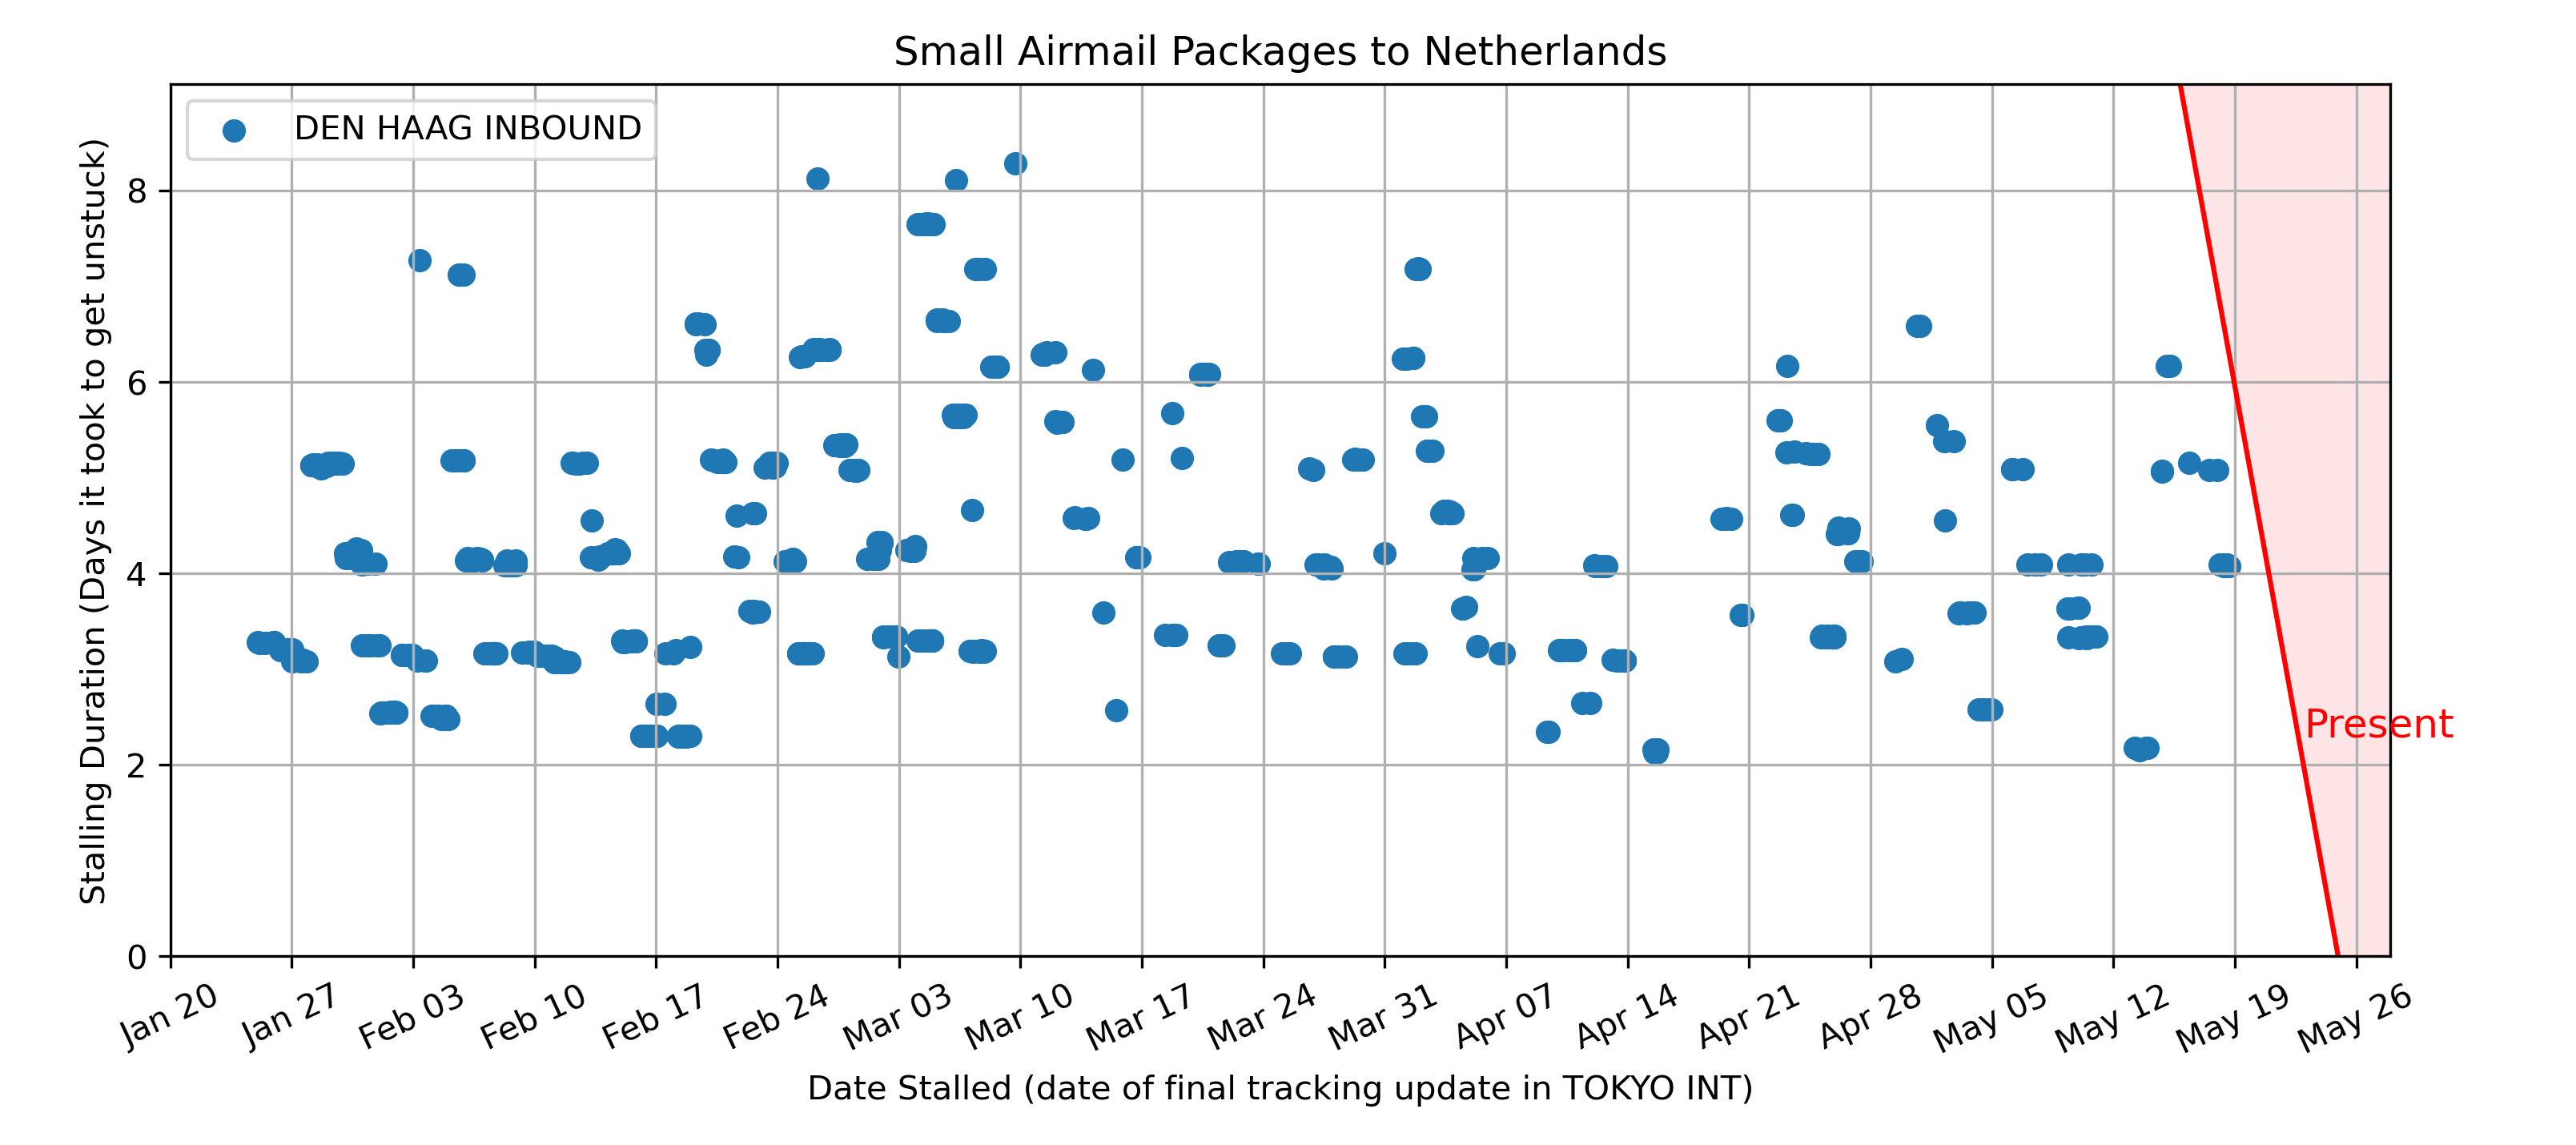 Small Airmail Packages to Netherlands
DEN HAAG INBOUND
Stalling Duration (Days it took to get unstuck)
8
6
4
2
0
Present
Jan 20
Jan 27
Feb 03
Feb 10
Feb 17
Feb 24
Mar 03
Mar 10
Mar 17
Mar 24
Mar 31
Apr 07
Apr 14
Apr 21
Apr 28
May 05
May 12
May 19
May 26
Date Stalled (date of final tracking update in TOKYO INT)